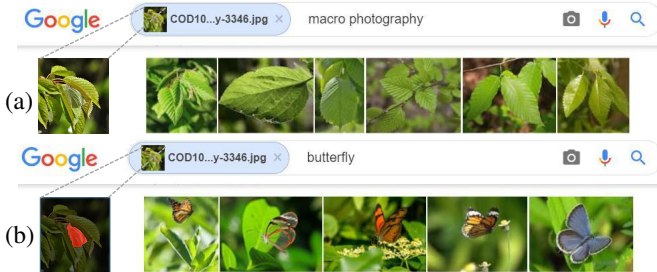 Google COD10...y-3346.jpg × macro photography
(a)
Google COD10...y-3346.jpg × butterfly
(b)